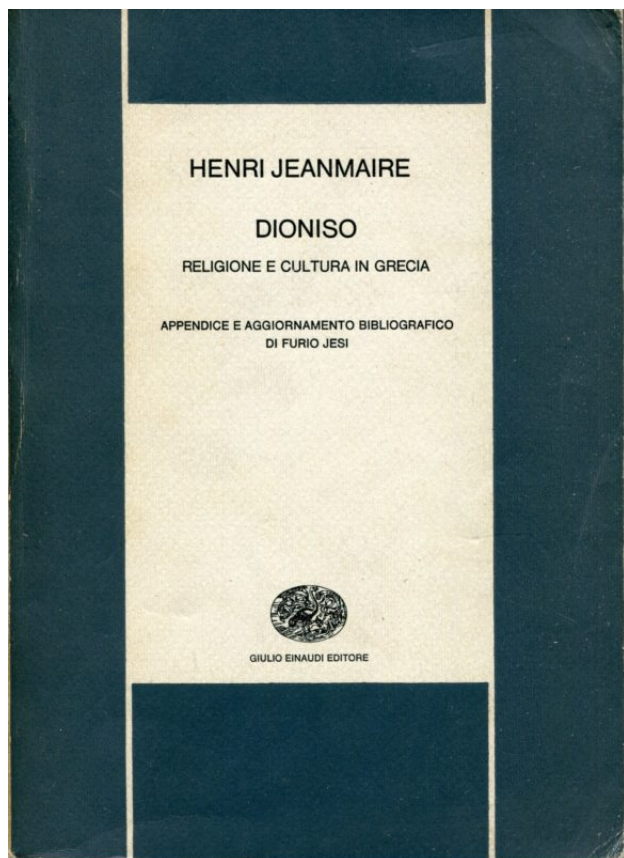 HENRI JEANMAIRE
DIONISO
RELIGIONE E CULTURA IN GRECIA
APPENDICE E AGGIORNAMENTO BIBLIOGRAFICO
DI FURIO JESI
GIULIO EINAUDI EDITORE